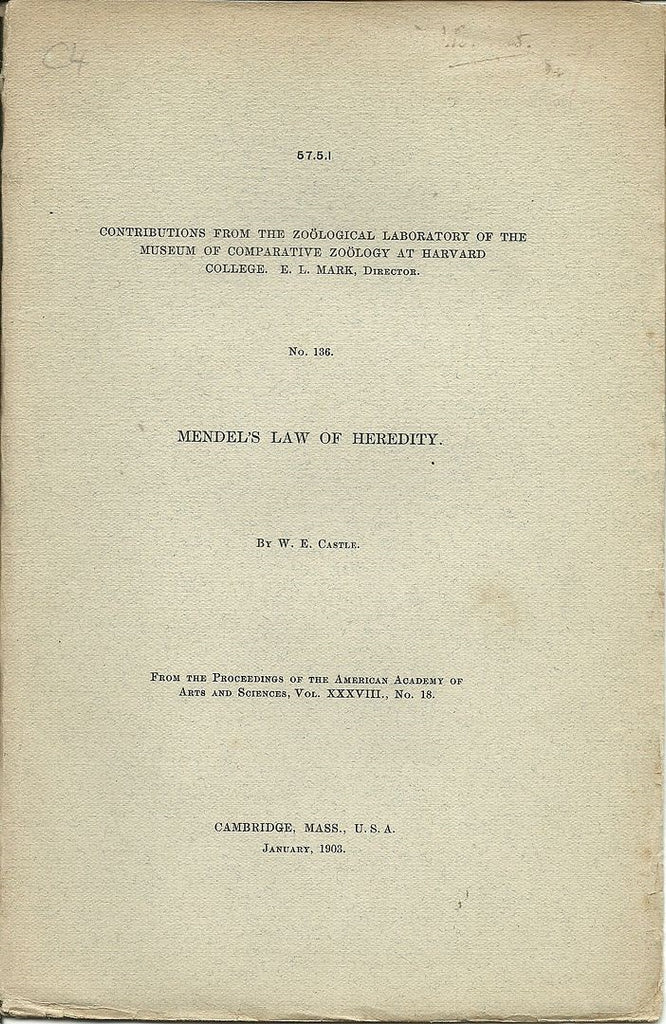 C4
57.5.1
CONTRIBUTIONS FROM THE ZOÖLOGICAL LABORATORY OF THE
MUSEUM OF COMPARATIVE ZOÖLOGY AT HARVARD
COLLEGE. E. L. MARK, DIRECTOR.
No. 136.
MENDEL'S LAW OF HEREDITY.
BY W. E. CASTLE.
FROM THE PROCEEDINGS OF THE AMERICAN ACADEMY OF
ARTS AND SCIENCES, VOL. XXXVIII., No. 18.
CAMBRIDGE, MASS., U. S. A.
JANUARY, 1903.